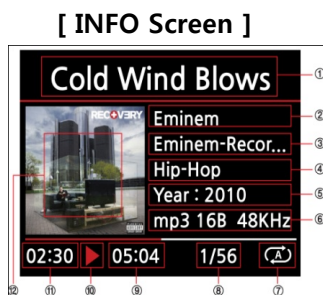 [ INFO Screen ]
Cold Wind Blows
①
RECOVERY
Eminem
②
Eminem-Recor...
③
Hip-Hop
④
Year : 2010
⑤
mp3 16B 48KHz
⑥
02:30 05:04 1/56 A
⑫ ⑪ ⑩ ⑨ ⑧ ⑦